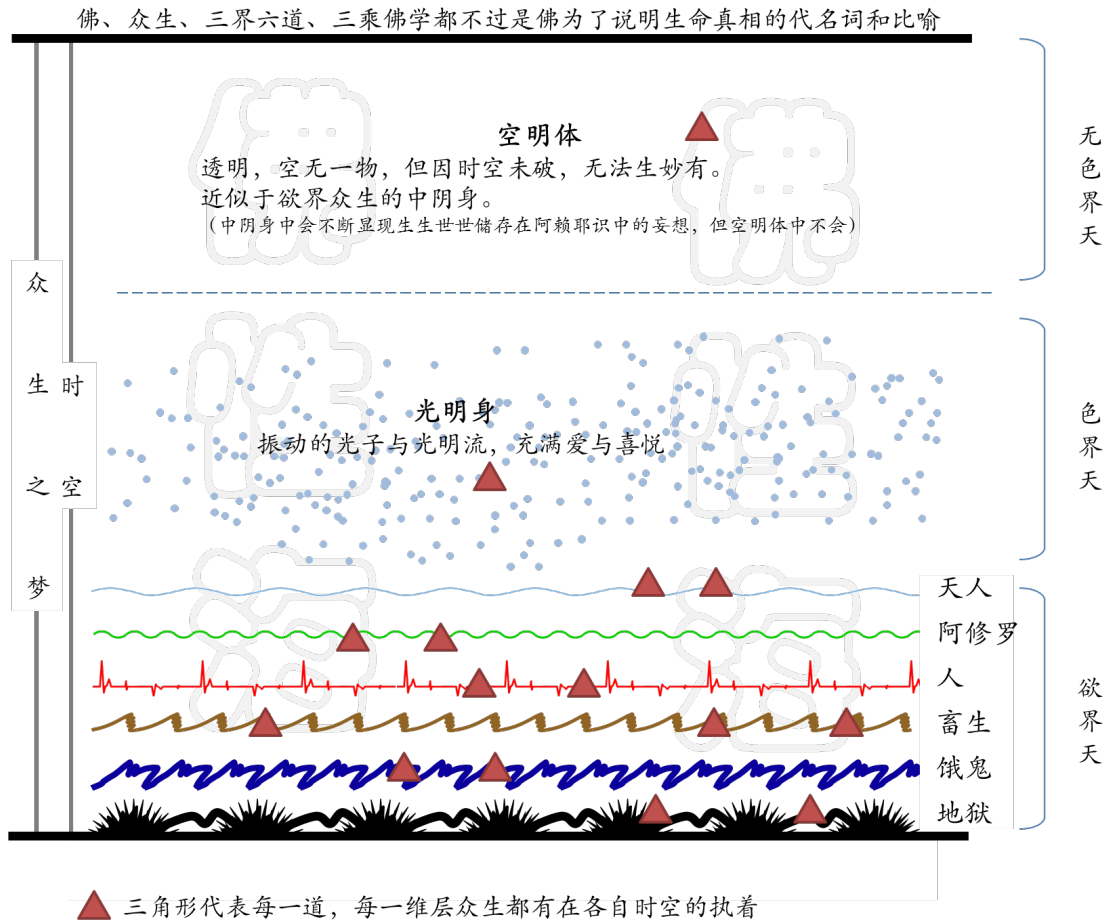 佛、众生、三界六道、三乘佛学都不过是佛为了说明生命真相的代名词和比喻
空明体
透明，空无一物，但因时空未破，无法生妙有。
近似于欲界众生的中阴身。
（中阴身中会不断显现生生世世储存在阿赖耶识中的妄想，但空明体中不会）
无色界天
众生之梦
时空
光明身
振动的光子与光明流，充满爱与喜悦
色界天
天人
阿修罗
人
畜生
饿鬼
地狱
欲界天
三角形代表每一道，每一维层众生都有在各自时空的执着